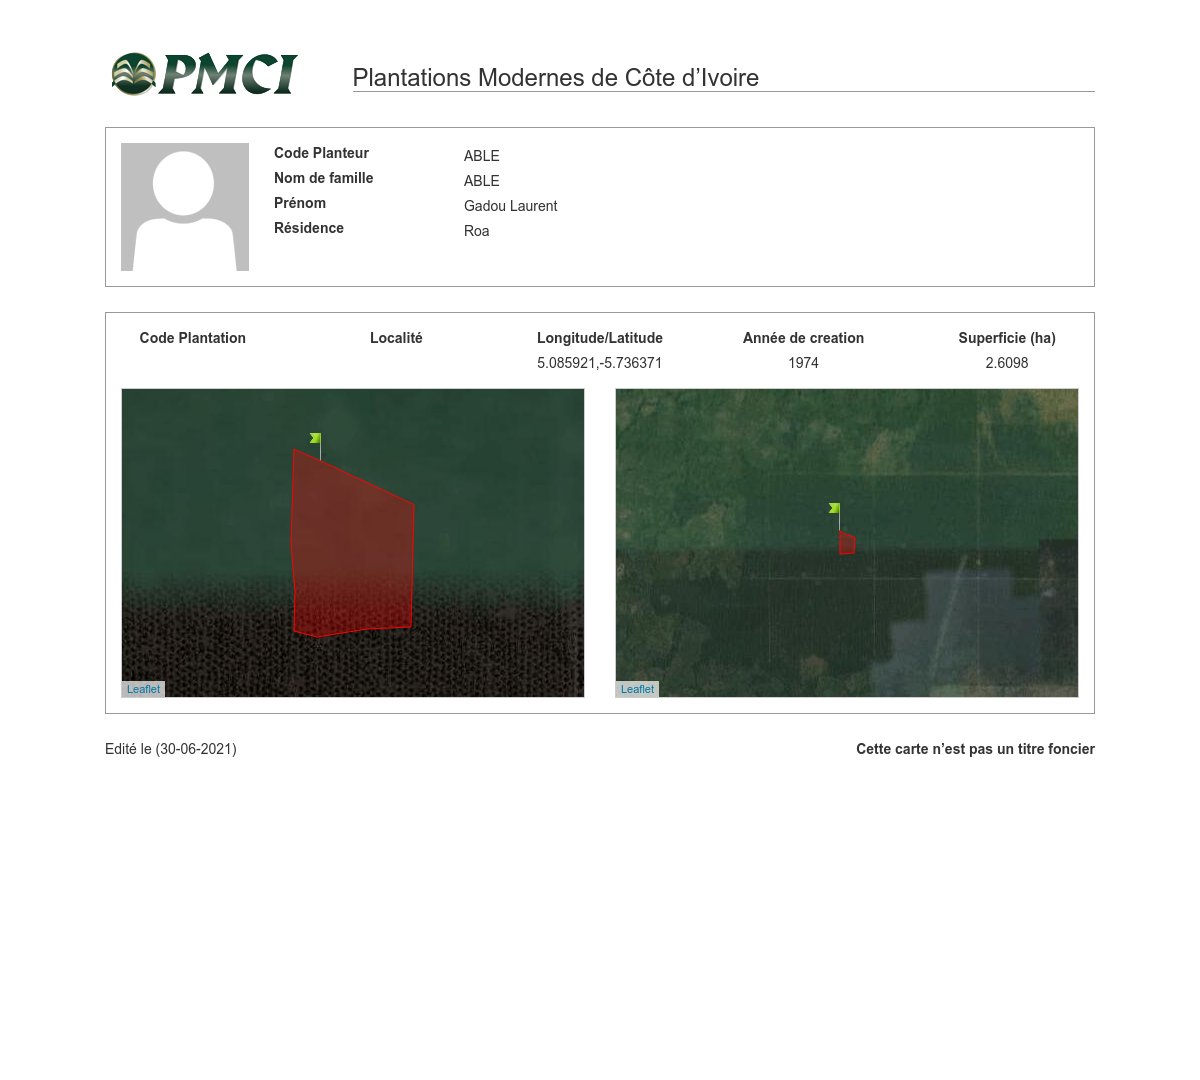 PMCI
Plantations Modernes de Côte d’Ivoire
Code Planteur ABLE
Nom de famille ABLE
Prénom Gadou Laurent
Résidence Roa
Code Plantation Localité Longitude/Latitude Année de creation Superficie (ha)
5.085921,-5.736371 1974 2.6098
Leaflet Leaflet
Edité le (30-06-2021) Cette carte n’est pas un titre foncier